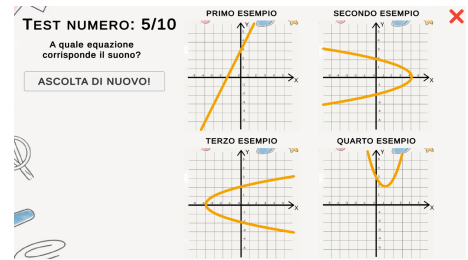 TEST NUMERO: 5/10
A quale equazione
corrisponde il suono?
ASCOLTA DI NUOVO!
PRIMO ESEMPIO
Y
X
SECONDO ESEMPIO
Y
X
TERZO ESEMPIO
Y
X
QUARTO ESEMPIO
Y
X